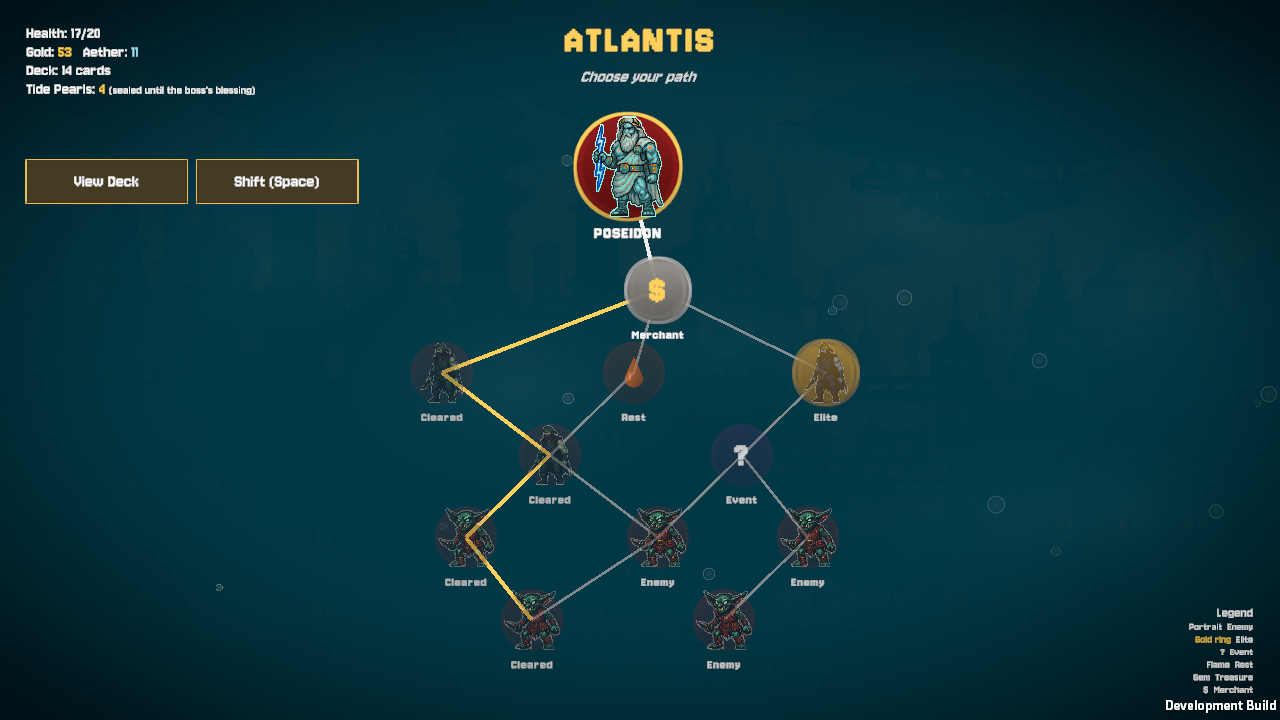 Health: 17/20
Gold: 53 Aether: 11
Deck: 14 cards
Tide Pearls: 4 (sealed until the boss's blessing)
ATLANTIS
Choose your path
View Deck
Shift (Space)
POSEIDON
$
Merchant
Cleared
Rest
Elite
?
Cleared
Event
Cleared
Enemy
Enemy
Cleared
Enemy
Legend
Portrait Enemy
Gold ring Elite
? Event
Flame Rest
Gem Treasure
$ Merchant
Development Build